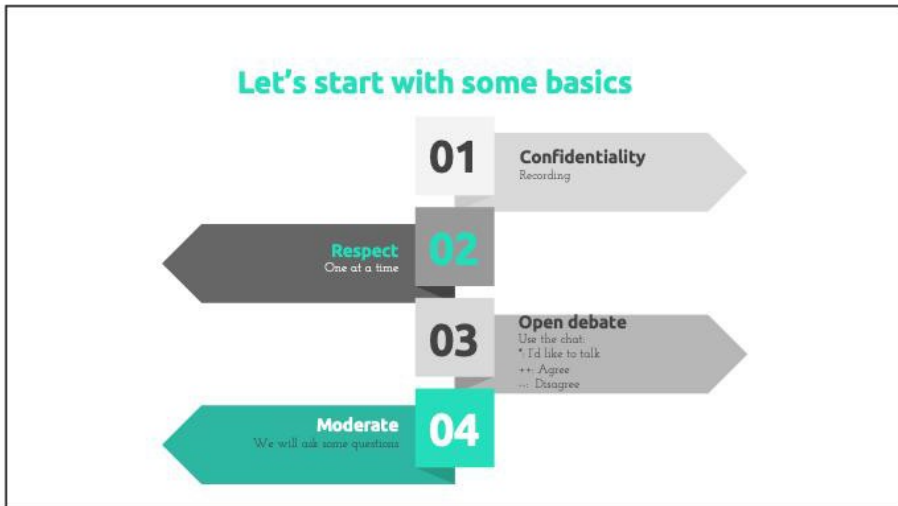 Let's start with some basics
01
Confidentiality
Recording
02
Respect
One at a time
03
Open debate
Use the chat:
*: I'd like to talk
++: Agree
--: Disagree
04
Moderate
We will ask some questions